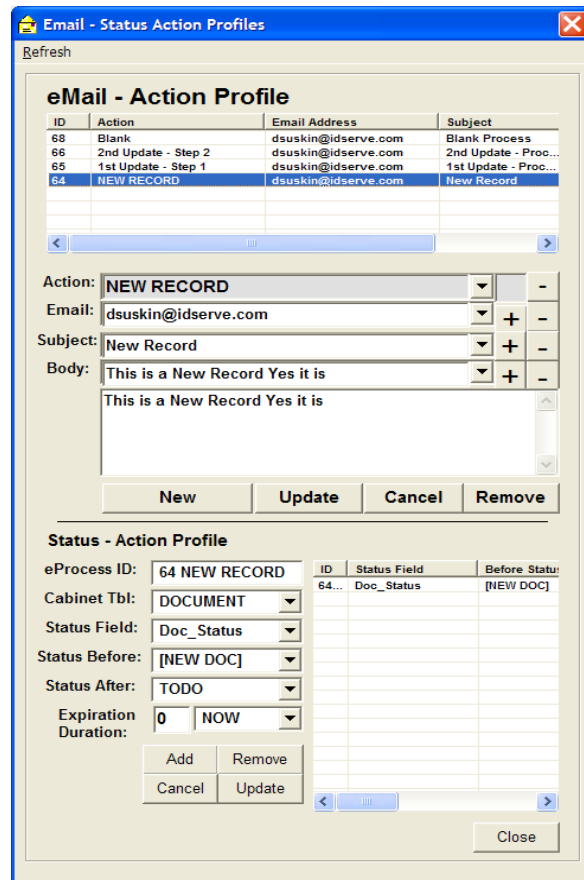 Email - Status Action Profiles
Refresh
eMail - Action Profile
ID Action Email Address Subject
68 Blank dsuskin@idserve.com Blank Process
66 2nd Update - Step 2 dsuskin@idserve.com 2nd Update - Proc...
65 1st Update - Step 1 dsuskin@idserve.com 1st Update - Proc...
64 NEW RECORD dsuskin@idserve.com New Record
Action: NEW RECORD -
Email: dsuskin@idserve.com + -
Subject: New Record + -
Body: This is a New Record Yes it is + -
This is a New Record Yes it is
New Update Cancel Remove
Status - Action Profile
eProcess ID: 64 NEW RECORD
Cabinet Tbl: DOCUMENT
Status Field: Doc_Status
Status Before: [NEW DOC]
Status After: TODO
Expiration
Duration: 0 NOW
Add Remove
Cancel Update
ID Status Field Before Status
64... Doc_Status [NEW DOC]
Close